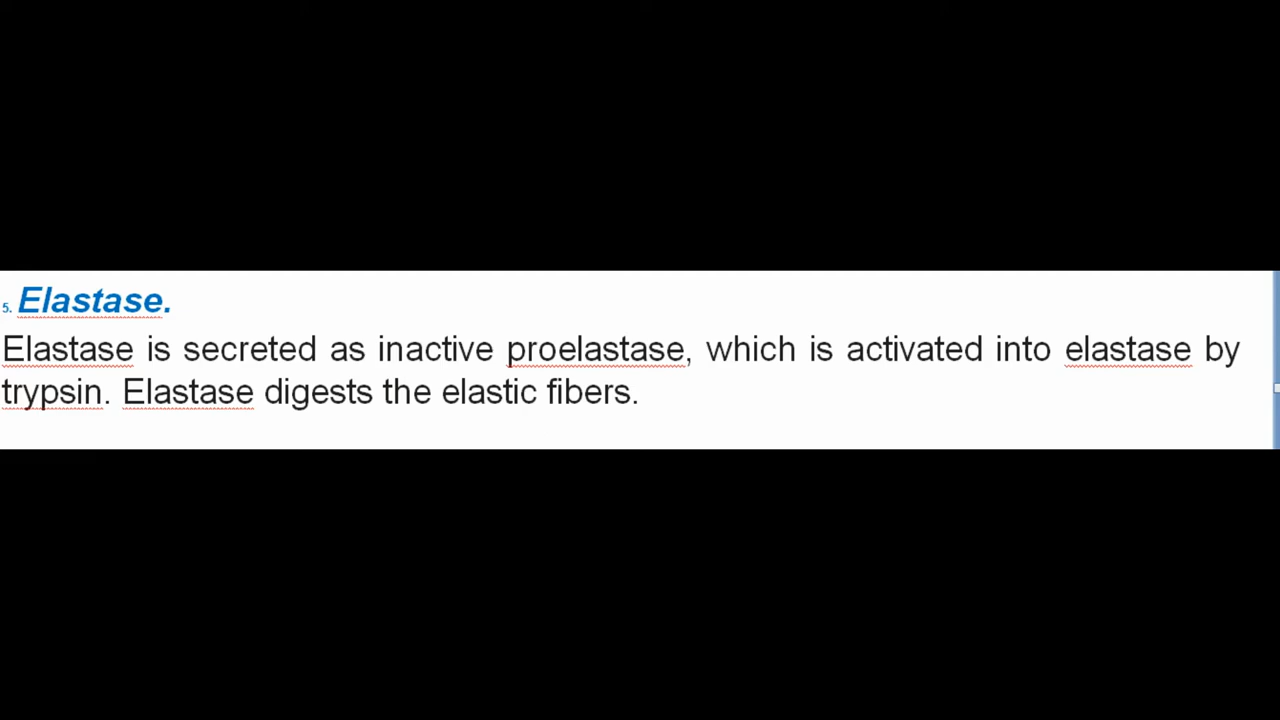 5. Elastase.
Elastase is secreted as inactive proelastase, which is activated into elastase by
trypsin. Elastase digests the elastic fibers.